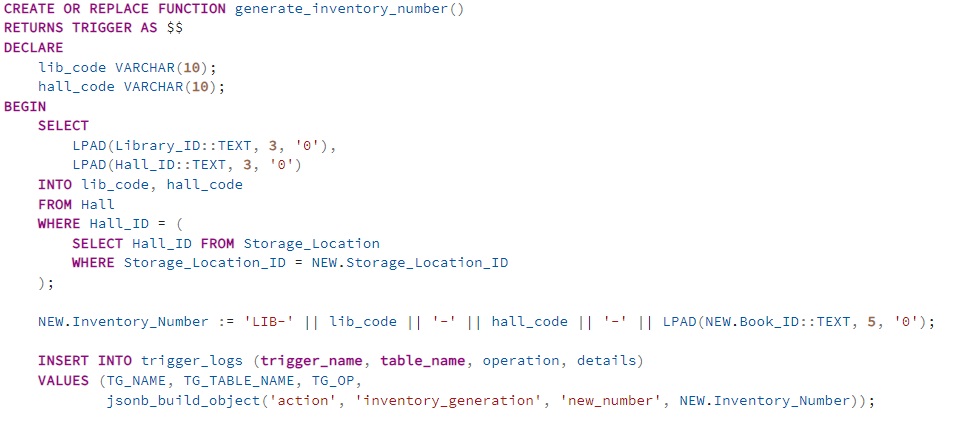 CREATE OR REPLACE FUNCTION generate_inventory_number()
RETURNS TRIGGER AS $$
DECLARE
    lib_code VARCHAR(10);
    hall_code VARCHAR(10);
BEGIN
    SELECT
        LPAD(Library_ID::TEXT, 3, '0'),
        LPAD(Hall_ID::TEXT, 3, '0')
    INTO lib_code, hall_code
    FROM Hall
    WHERE Hall_ID = (
        SELECT Hall_ID FROM Storage_Location
        WHERE Storage_Location_ID = NEW.Storage_Location_ID
    );

    NEW.Inventory_Number := 'LIB-' || lib_code || '-' || hall_code || '-' || LPAD(NEW.Book_ID::TEXT, 5, '0');

    INSERT INTO trigger_logs (trigger_name, table_name, operation, details)
    VALUES (TG_NAME, TG_TABLE_NAME, TG_OP,
            jsonb_build_object('action', 'inventory_generation', 'new_number', NEW.Inventory_Number));